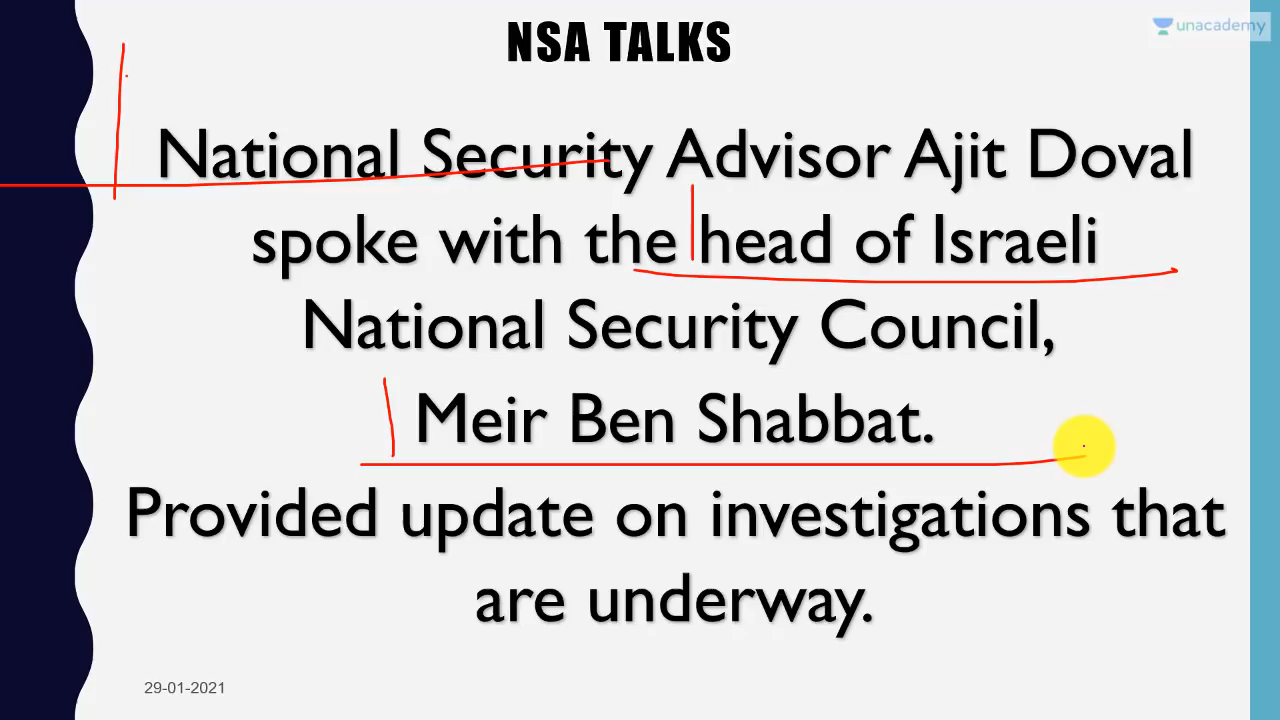 NSA TALKS
unacademy
National Security Advisor Ajit Doval
spoke with the head of Israeli
National Security Council,
Meir Ben Shabbat.
Provided update on investigations that
are underway.
29-01-2021